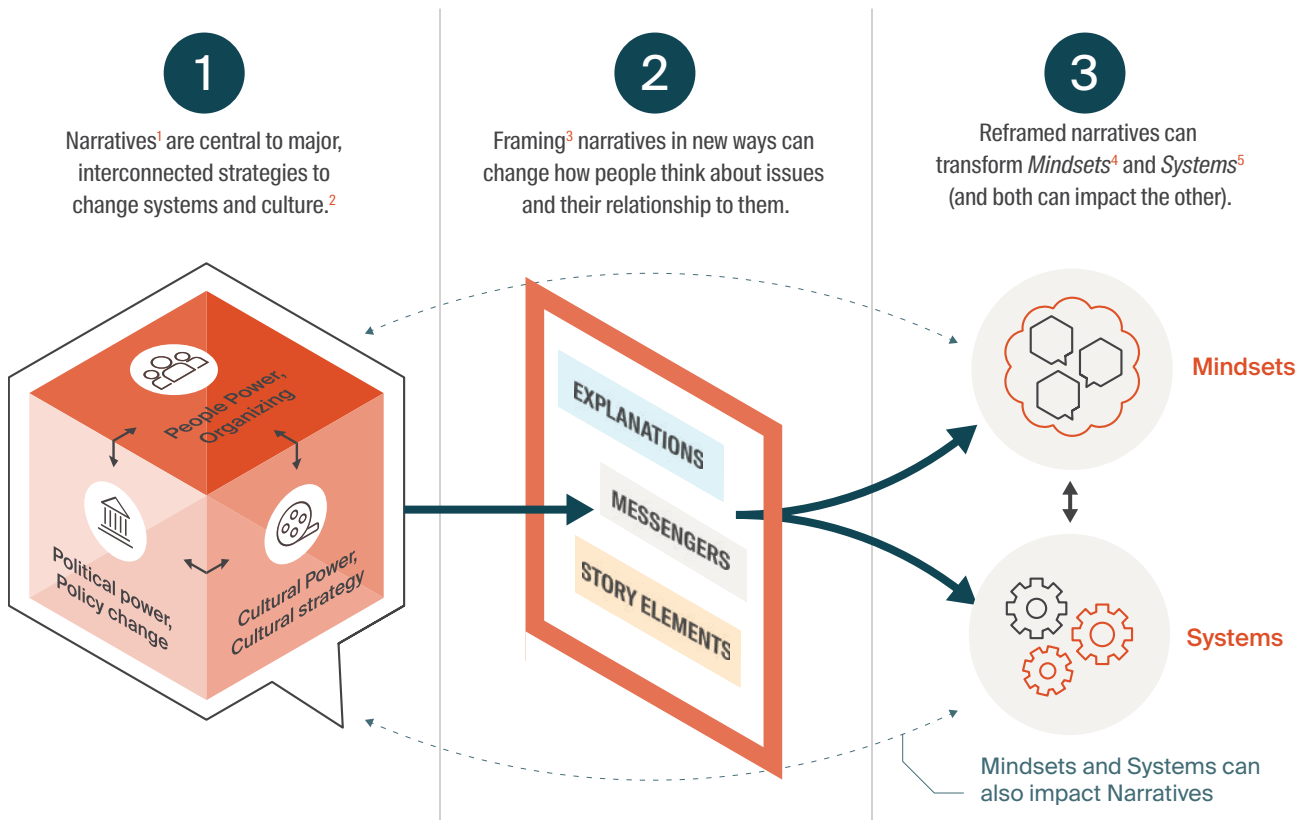 1
Narratives¹ are central to major,
interconnected strategies to
change systems and culture.²
People Power,
Organizing
Political power,
Policy change
Cultural Power,
Cultural strategy
2
Framing³ narratives in new ways can
change how people think about issues
and their relationship to them.
EXPLANATIONS
MESSENGERS
STORY ELEMENTS
3
Reframed narratives can
transform Mindsets⁴ and Systems⁵
(and both can impact the other).
Mindsets
Systems
Mindsets and Systems can
also impact Narratives